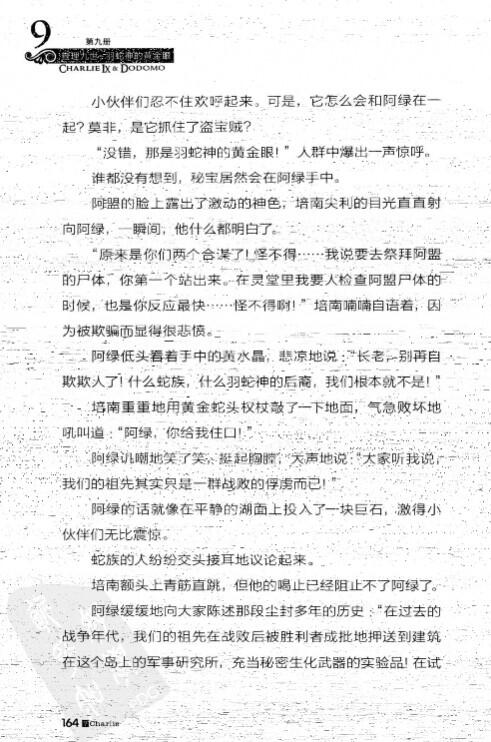 9
第九册
查理九世·羽蛇神的黄金眼
CHARLIE IX & DODOMO
小伙伴们忍不住欢呼起来。可是，它怎么会和阿绿在一
起？莫非，是它抓住了盗宝贼？
“没错，那是羽蛇神的黄金眼！”人群中爆出一声惊呼。
谁都没有想到，秘宝居然会在阿绿手中。
阿盟的脸上露出了激动的神色，培南尖利的目光直直射
向阿绿，一瞬间，他什么都明白了。
“原来是你们两个合谋了！怪不得……我说要去祭拜阿盟
的尸体，你第一个站出来。在灵堂里我要人检查阿盟尸体的
时候，也是你反应最快……怪不得啊！”培南喃喃自语着，因
为被欺骗而显得很悲愤。
阿绿低头看着手中的黄水晶，悲凉地说：“长老，别再自
欺欺人了！什么蛇族，什么羽蛇神的后裔，我们根本就不是！”
培南重重地用黄金蛇头权杖敲了一下地面，气急败坏地
吼叫道：“阿绿，你给我住口！”
阿绿讥嘲地笑了笑，挺起胸膛，大声地说：“大家听我说，
我们的祖先其实只是一群战败的俘虏而已！”
阿绿的话就像在平静的湖面上投入了一块巨石，激得小
伙伴们无比震惊。
蛇族的人纷纷交头接耳地议论起来。
培南额头上青筋直跳，但他的喝止已经阻止不了阿绿了。
阿绿缓缓地向大家陈述那段尘封多年的历史：“在过去的
战争年代，我们的祖先在战败后被胜利者成批地押送到建筑
在这个岛上的军事研究所，充当秘密生化武器的实验品！在试
164 Charlie